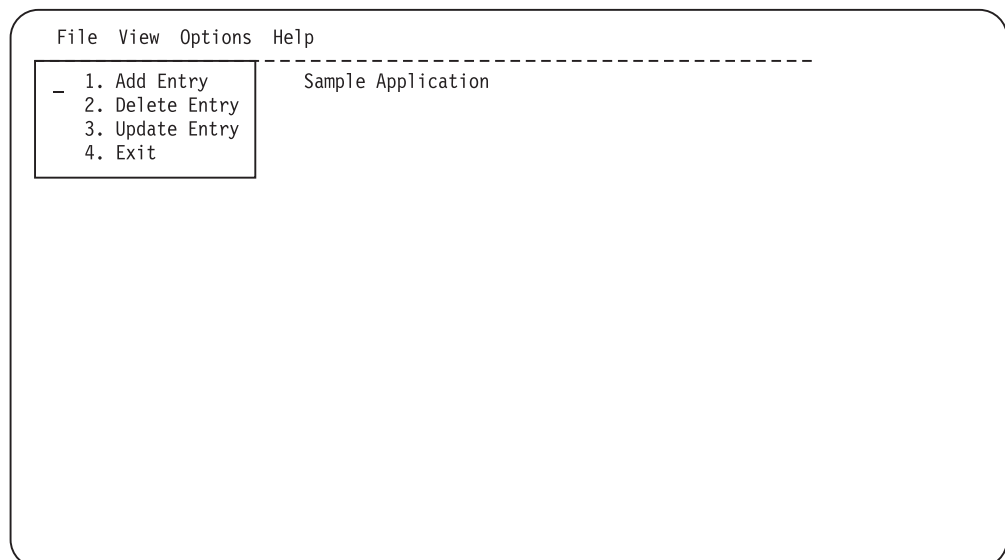 File View Options Help
_ 1. Add Entry Sample Application
2. Delete Entry
3. Update Entry
4. Exit